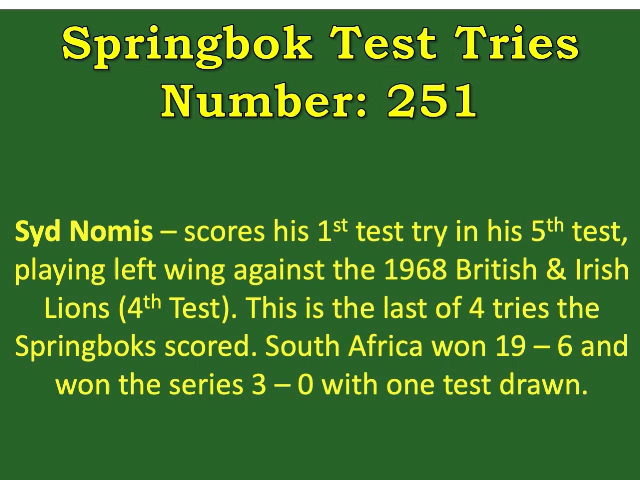 Springbok Test Tries
Number: 251
Syd Nomis – scores his 1st test try in his 5th test,
playing left wing against the 1968 British & Irish
Lions (4th Test). This is the last of 4 tries the
Springboks scored. South Africa won 19 – 6 and
won the series 3 – 0 with one test drawn.